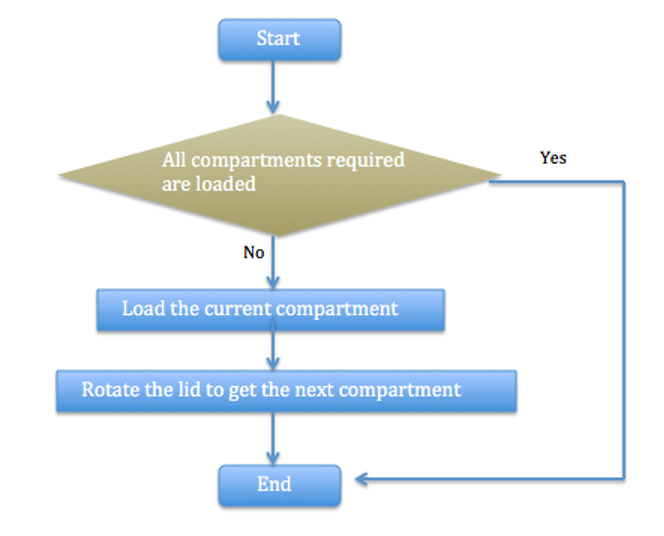 Start
All compartments required
are loaded
Yes
No
Load the current compartment
Rotate the lid to get the next compartment
End